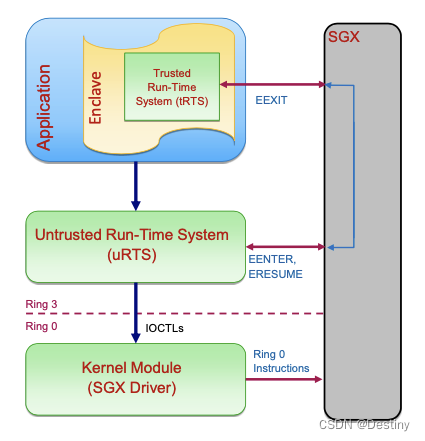 SGX
Application
Enclave
Trusted
Run-Time
System (tRTS)
EEXIT
Untrusted Run-Time System
(uRTS)
EENTER,
ERESUME
Ring 3
Ring 0
IOCTLs
Kernel Module
(SGX Driver)
Ring 0
Instructions
CSDN @Destiny